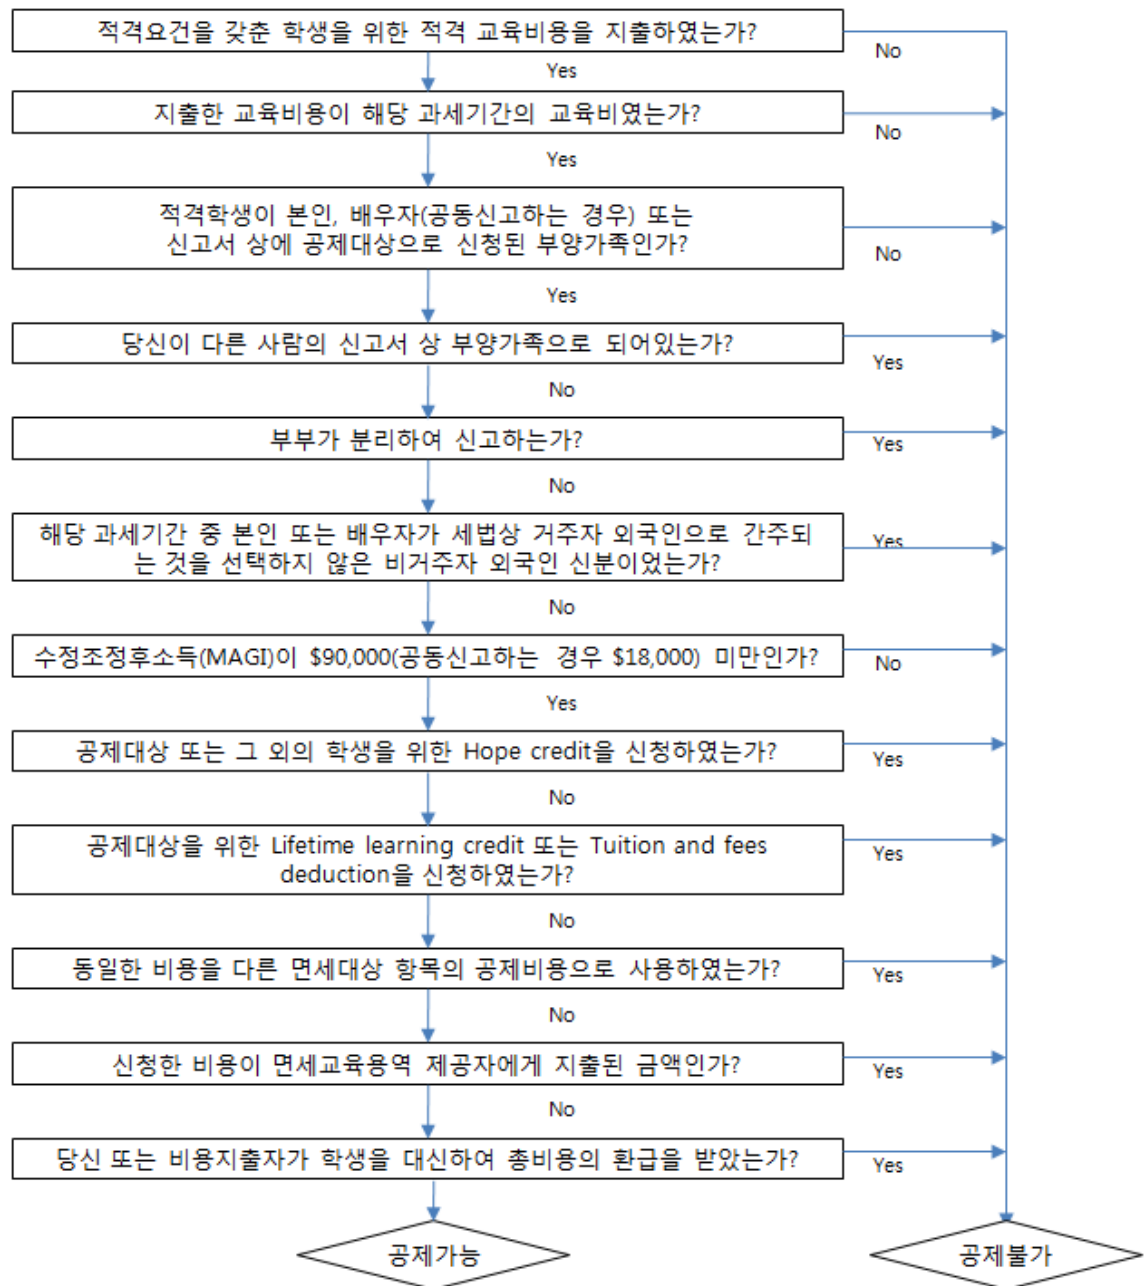 적격요건을 갖춘 학생을 위한 적격 교육비용을 지출하였는가?
No
Yes
지출한 교육비용이 해당 과세기간의 교육비였는가?
No
Yes
적격학생이 본인, 배우자(공동신고하는 경우) 또는
신고서 상에 공제대상으로 신청된 부양가족인가?
No
Yes
당신이 다른 사람의 신고서 상 부양가족으로 되어있는가?
Yes
No
부부가 분리하여 신고하는가?
Yes
No
해당 과세기간 중 본인 또는 배우자가 세법상 거주자 외국인으로 간주되
는 것을 선택하지 않은 비거주자 외국인 신분이었는가?
Yes
No
수정조정후소득(MAGI)이 $90,000(공동신고하는 경우 $18,000) 미만인가?
No
Yes
공제대상 또는 그 외의 학생을 위한 Hope credit을 신청하였는가?
Yes
No
공제대상을 위한 Lifetime learning credit 또는 Tuition and fees
deduction을 신청하였는가?
Yes
No
동일한 비용을 다른 면세대상 항목의 공제비용으로 사용하였는가?
Yes
No
신청한 비용이 면세교육용역 제공자에게 지출된 금액인가?
Yes
No
당신 또는 비용지출자가 학생을 대신하여 총비용의 환급을 받았는가?
Yes
공제가능
공제불가